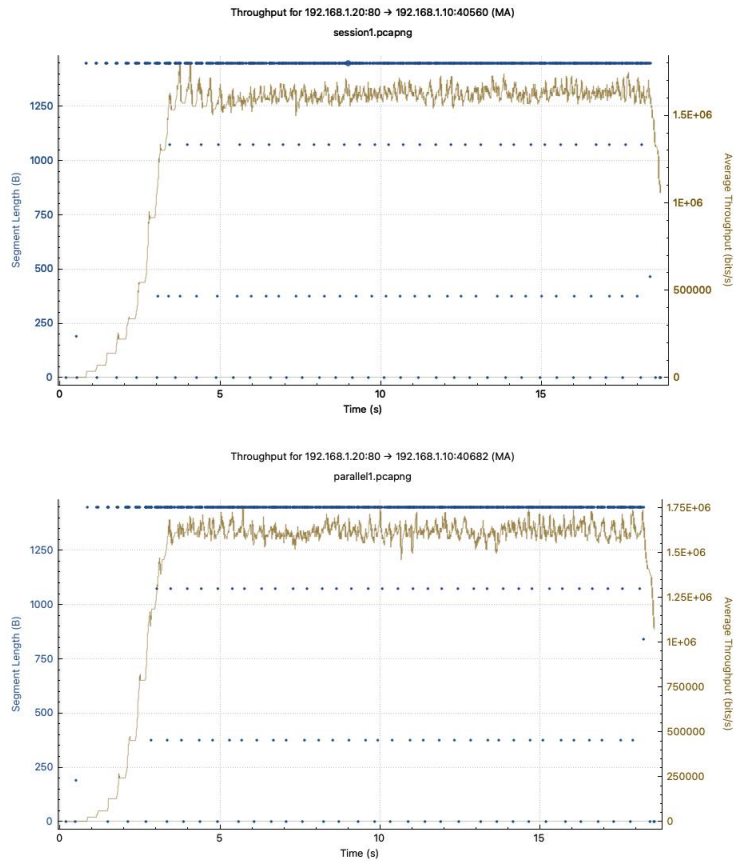 Throughput for 192.168.1.20:80 → 192.168.1.10:40560 (MA)
session1.pcapng
Segment Length (B)
1250
1000
750
500
250
0
1.5E+06
1E+06
500000
0
Average Throughput (bits/s)
0 5 10 15
Time (s)
Throughput for 192.168.1.20:80 → 192.168.1.10:40682 (MA)
parallel1.pcapng
Segment Length (B)
1250
1000
750
500
250
0
1.75E+06
1.5E+06
1.25E+06
1E+06
750000
500000
250000
0
Average Throughput (bits/s)
0 5 10 15
Time (s)